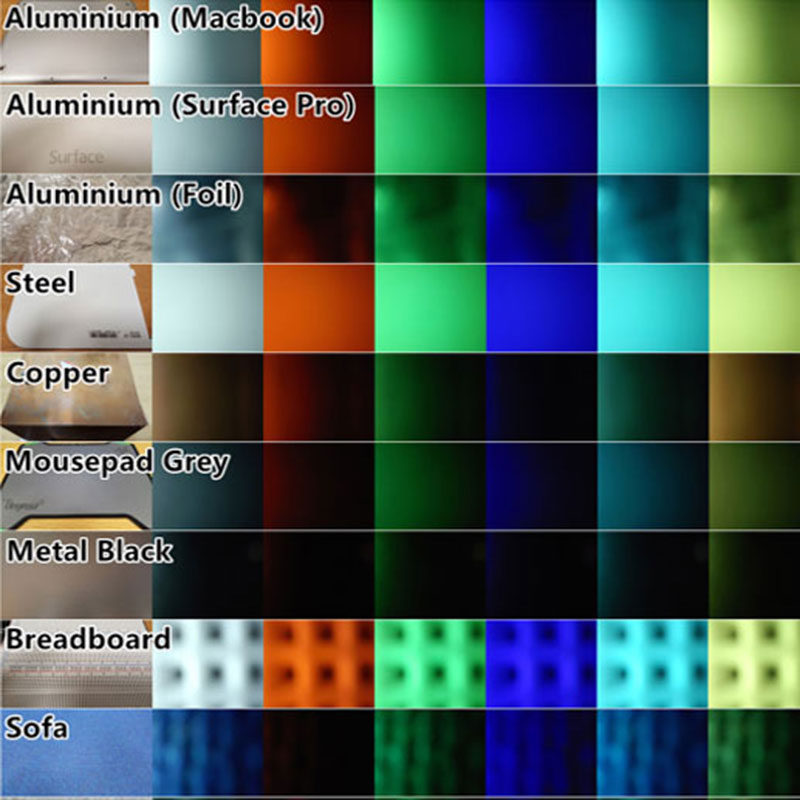 Aluminium (Macbook)
Aluminium (Surface Pro)
Surface
Aluminium (Foil)
Steel
Copper
Mousepad Grey
Metal Black
Breadboard
Sofa